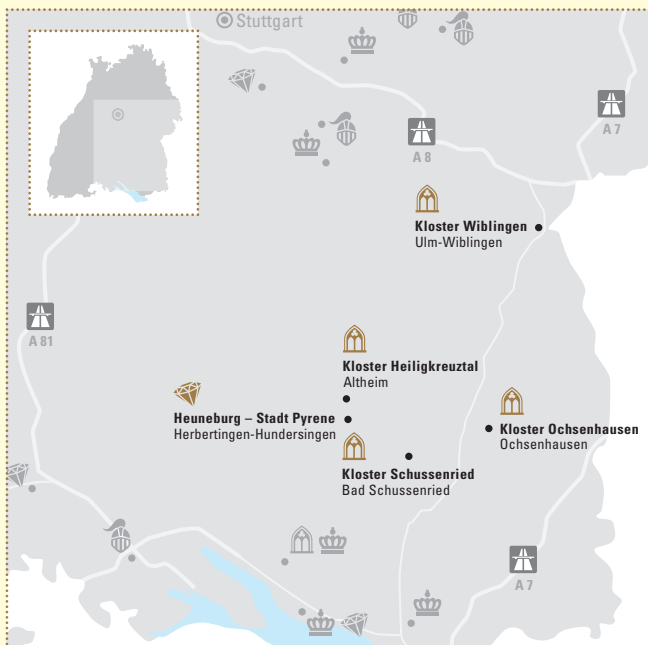 Stuttgart
A 7
A 8
Kloster Wiblingen
Ulm-Wiblingen
A 81
Kloster Heiligkreuztal
Altheim
Heuneburg – Stadt Pyrene
Herbertingen-Hundersingen
Kloster Ochsenhausen
Ochsenhausen
Kloster Schussenried
Bad Schussenried
A 7